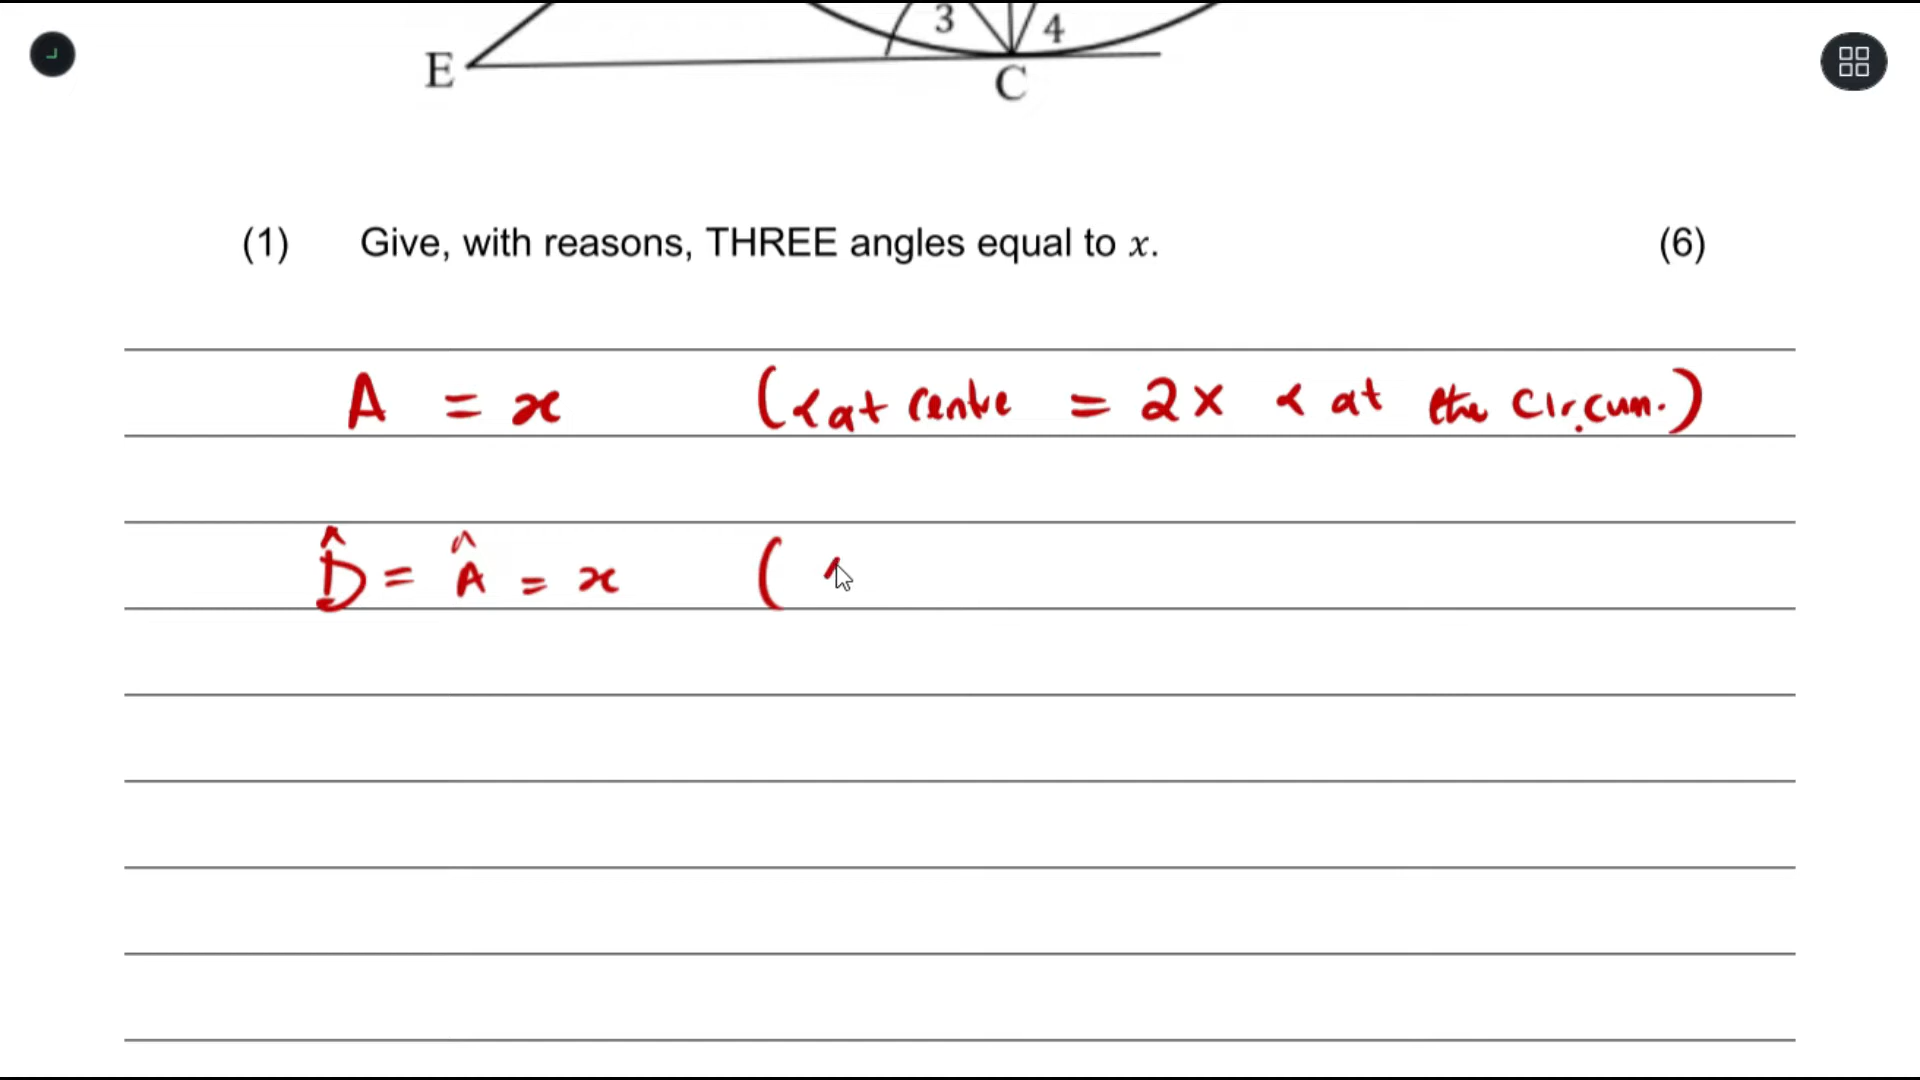 3 4
E C
(1) Give, with reasons, THREE angles equal to x. (6)
A = x (∢ at centre = 2 x ∢ at the circum.)
D̂ = Â = x (